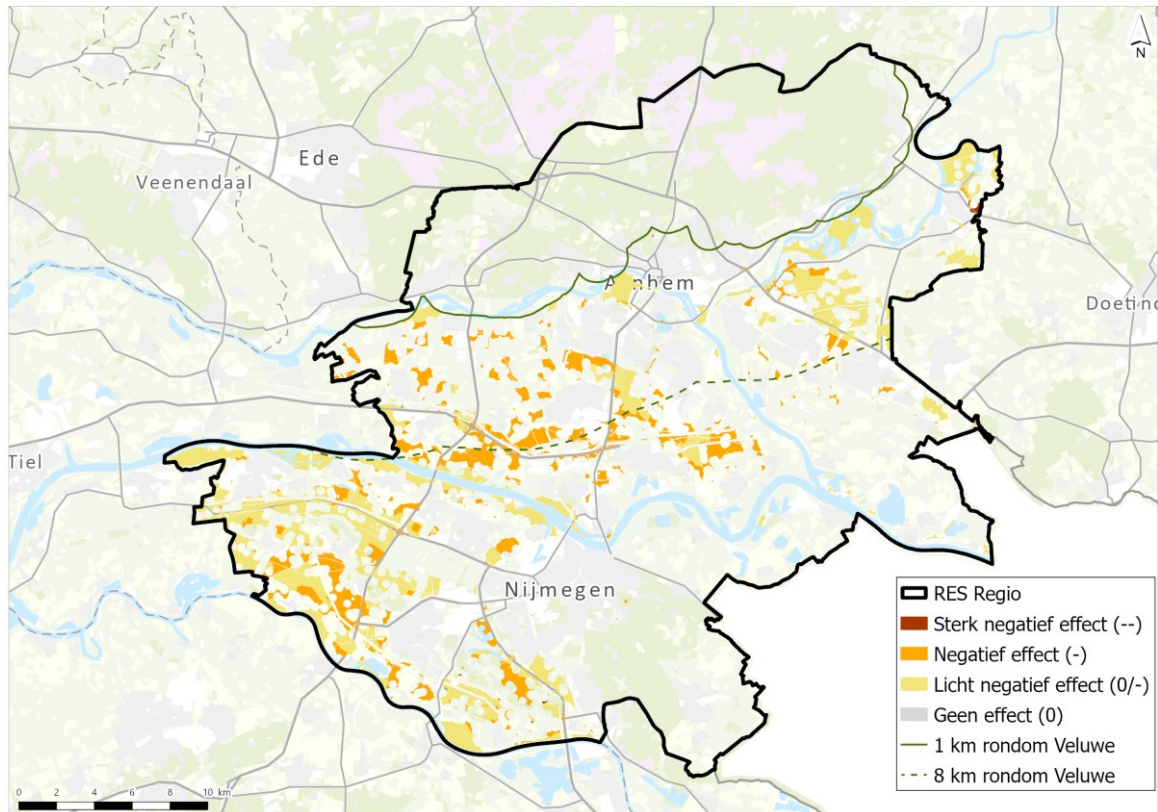 N
Ede
Veenendaal
Arnhem
Doetinc
Tiel
Nijmegen
RES Regio
Sterk negatief effect (--)
Negatief effect (-)
Licht negatief effect (0/-)
Geen effect (0)
1 km rondom Veluwe
8 km rondom Veluwe
0 2 4 6 8 10 km